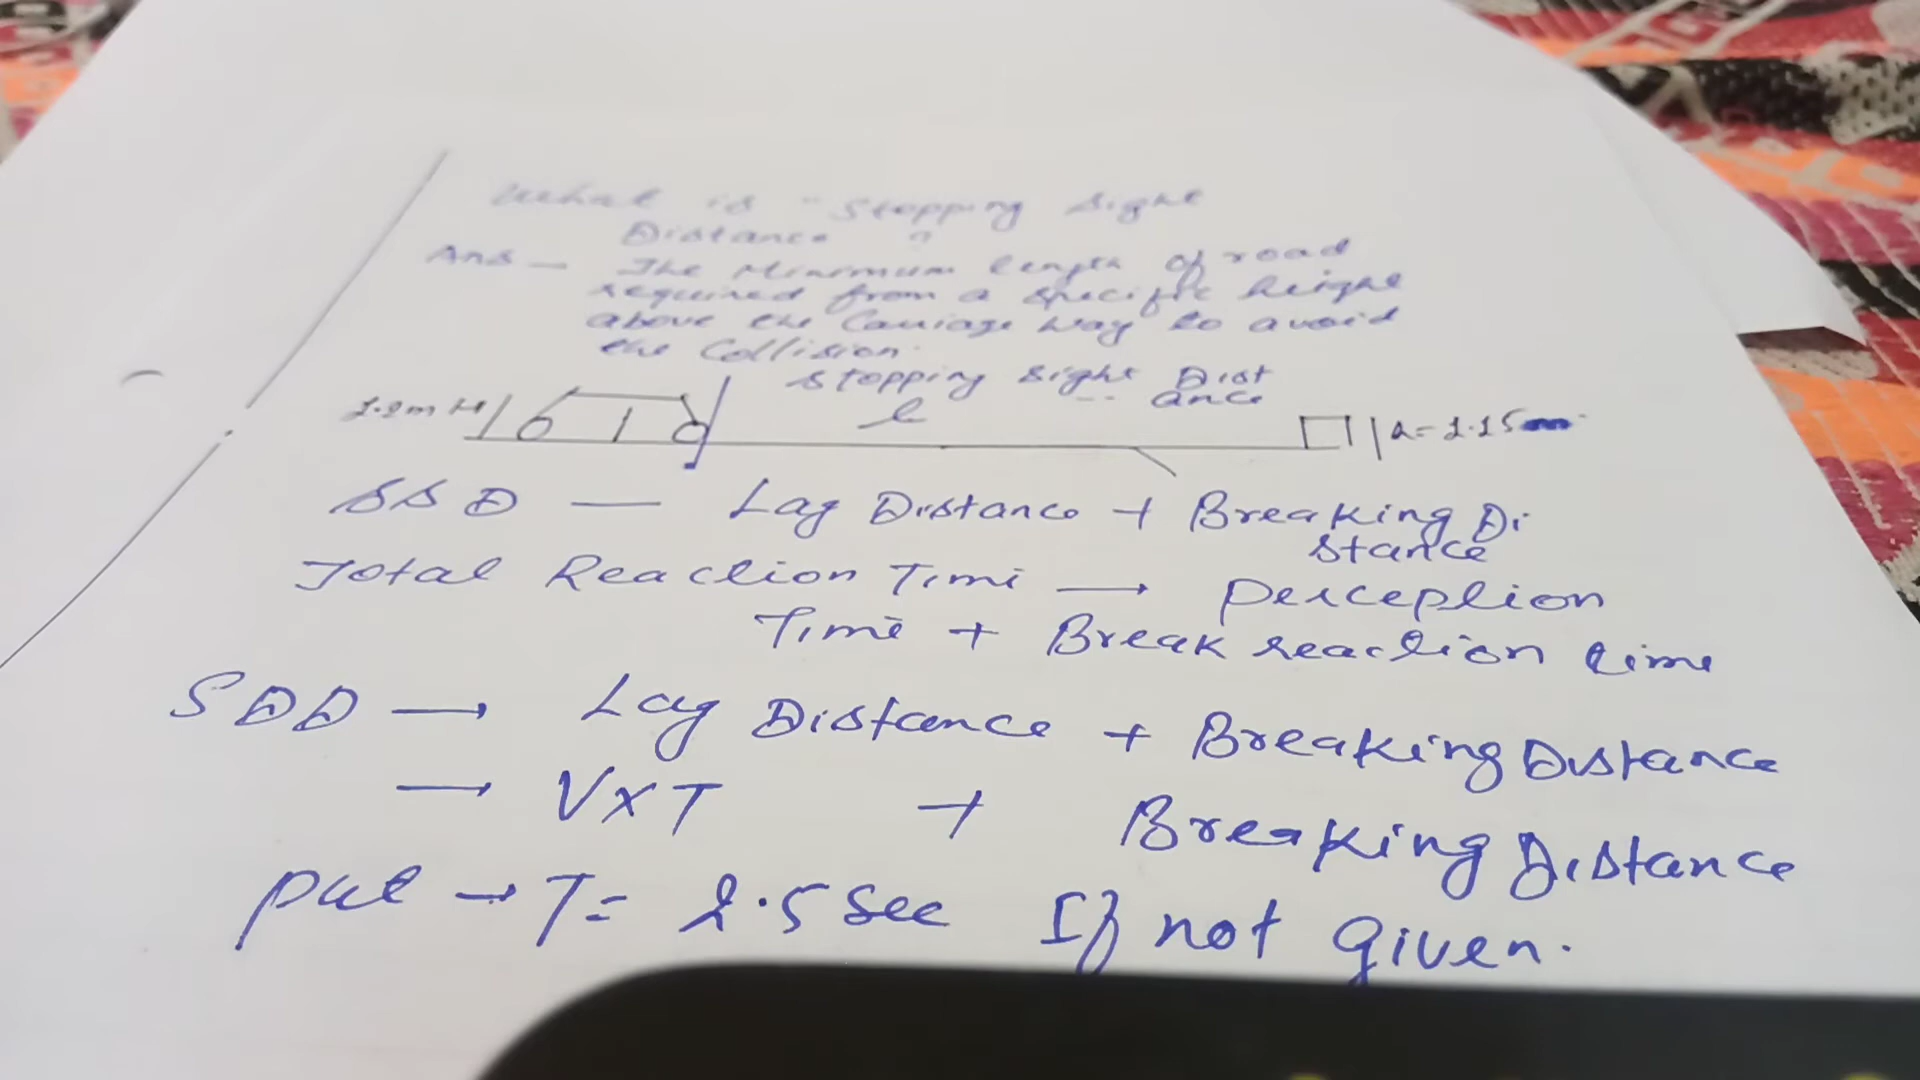 What is "Stopping Sight
Distance ?
Ans - The Minimum length of road
required from a specific height
above the Carriage way to avoid
the Collision.
Stopping Sight Dist
ance
l
1.2m H
h = 1.15
SSD — Lag Distance + Breaking Di
stance
Total Reaction Time → Perception
Time + Break reaction time
SDD → Lag Distance + Breaking Distance
→ V×T + Breaking Distance
put → T = 2.5 Sec If not given.